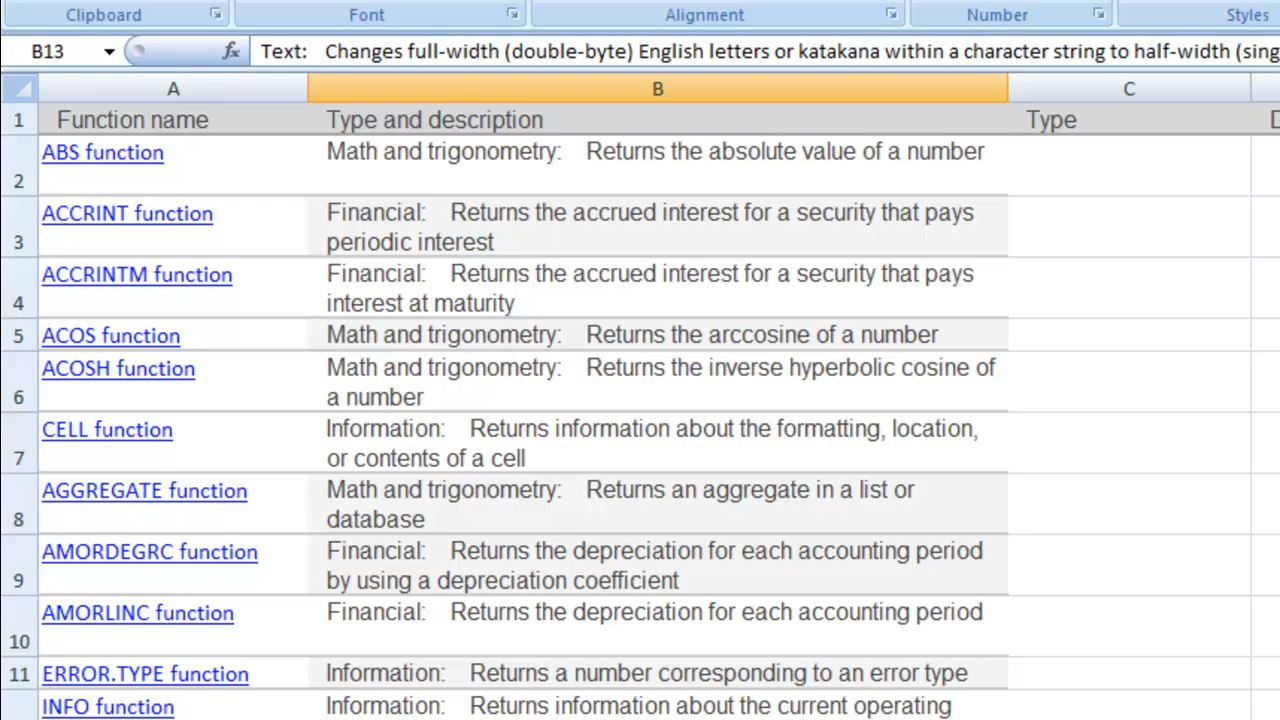 Clipboard Font Alignment Number Styles
B13 fx Text: Changes full-width (double-byte) English letters or katakana within a character string to half-width (sing
A B C
1 Function name Type and description Type D
2 ABS function Math and trigonometry: Returns the absolute value of a number
3 ACCRINT function Financial: Returns the accrued interest for a security that pays
periodic interest
4 ACCRINTM function Financial: Returns the accrued interest for a security that pays
interest at maturity
5 ACOS function Math and trigonometry: Returns the arccosine of a number
6 ACOSH function Math and trigonometry: Returns the inverse hyperbolic cosine of
a number
7 CELL function Information: Returns information about the formatting, location,
or contents of a cell
8 AGGREGATE function Math and trigonometry: Returns an aggregate in a list or
database
9 AMORDEGRC function Financial: Returns the depreciation for each accounting period
by using a depreciation coefficient
10 AMORLINC function Financial: Returns the depreciation for each accounting period
11 ERROR.TYPE function Information: Returns a number corresponding to an error type
INFO function Information: Returns information about the current operating